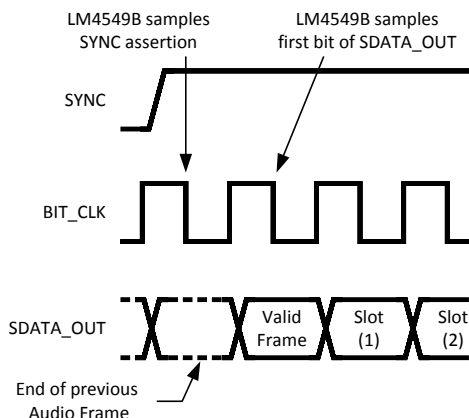 LM4549B samples
SYNC assertion
LM4549B samples
first bit of SDATA_OUT
SYNC
BIT_CLK
SDATA_OUT
Valid
Frame
Slot
(1)
Slot
(2)
End of previous
Audio Frame